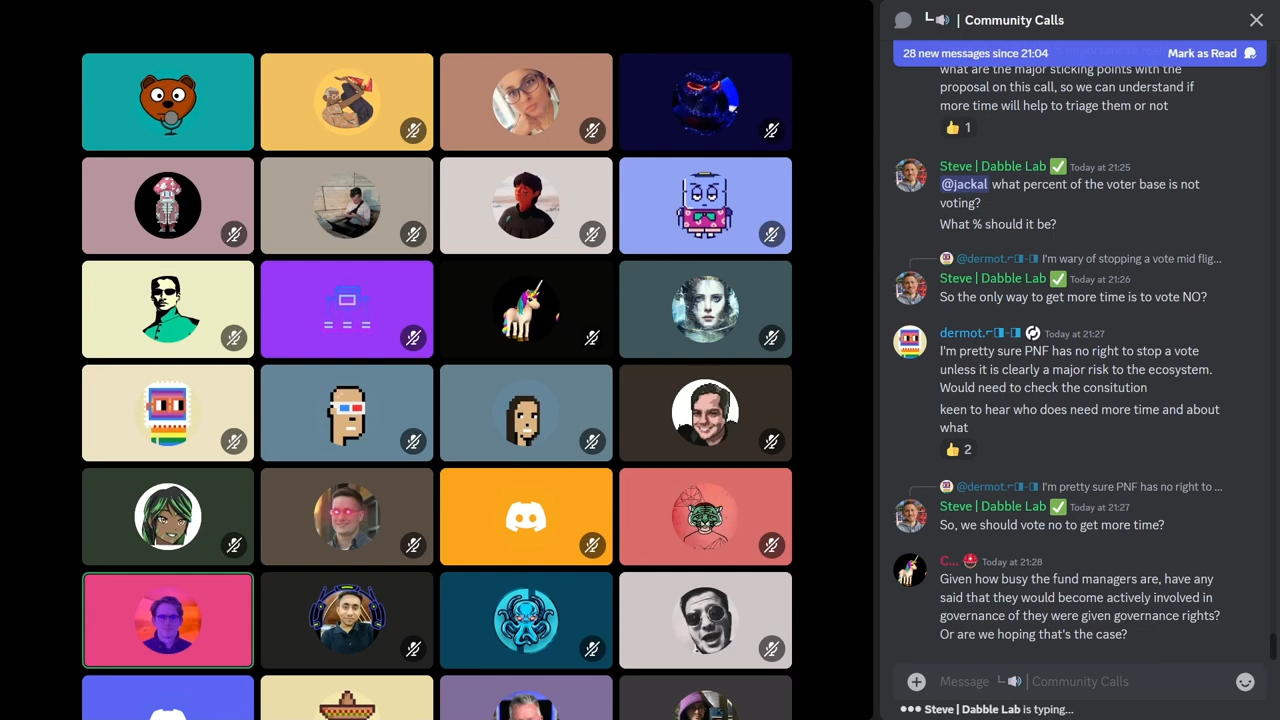 ┗🔊 | Community Calls
28 new messages since 21:04 Mark as Read
what are the major sticking points with the
proposal on this call, so we can understand if
more time will help to triage them or not
👍 1
Steve | Dabble Lab ✅ Today at 21:25
@jackal what percent of the voter base is not
voting?
What % should it be?
@dermot.⌐◨-◨ I'm wary of stopping a vote mid flig...
Steve | Dabble Lab ✅ Today at 21:26
So the only way to get more time is to vote NO?
dermot.⌐◨-◨ Today at 21:27
I'm pretty sure PNF has no right to stop a vote
unless it is clearly a major risk to the ecosystem.
Would need to check the consitution
keen to hear who does need more time and about
what
👍 2
@dermot.⌐◨-◨ I'm pretty sure PNF has no right to ...
Steve | Dabble Lab ✅ Today at 21:27
So, we should vote no to get more time?
C... Today at 21:28
Given how busy the fund managers are, have any
said that they would become actively involved in
governance of they were given governance rights?
Or are we hoping that's the case?
Message ┗🔊 | Community Calls
Steve | Dabble Lab is typing...